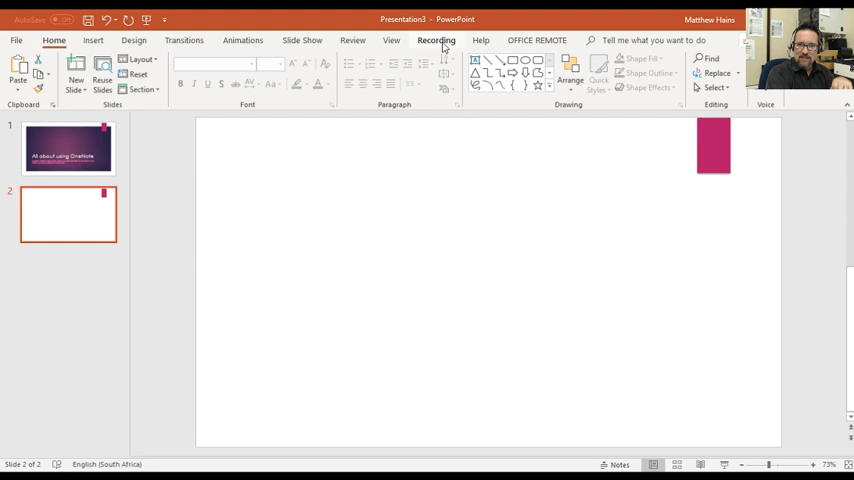 AutoSave Off
Presentation3 - PowerPoint
Matthew Hains
File Home Insert Design Transitions Animations Slide Show Review View Recording Help OFFICE REMOTE Tell me what you want to do
Paste
New Slide
Reuse Slides
Layout
Reset
Section
B I U S ab AV Aa A
Arrange
Quick Styles
Shape Fill
Shape Outline
Shape Effects
Find
Replace
Select
Clipboard Slides Font Paragraph Drawing Editing Voice
1
All about using OneNote
2
Slide 2 of 2 English (South Africa) Notes 73%